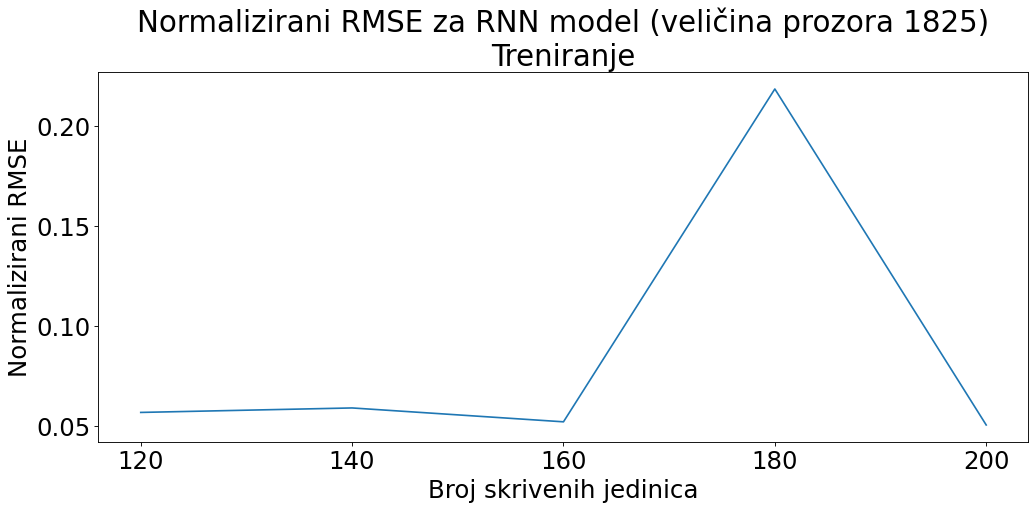 Normalizirani RMSE za RNN model (veličina prozora 1825)
Treniranje
Normalizirani RMSE
0.20
0.15
0.10
0.05
120 140 160 180 200
Broj skrivenih jedinica